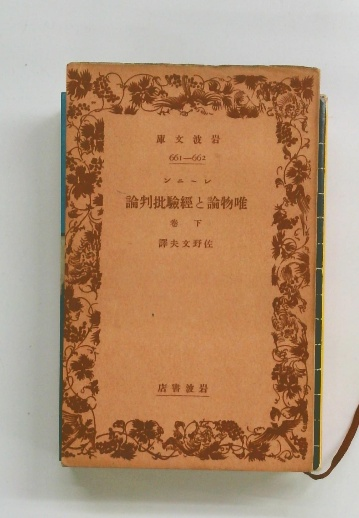 岩波文庫
661—662
レーニン
唯物論と經驗批判論
下卷
佐野文夫譯
岩波書店